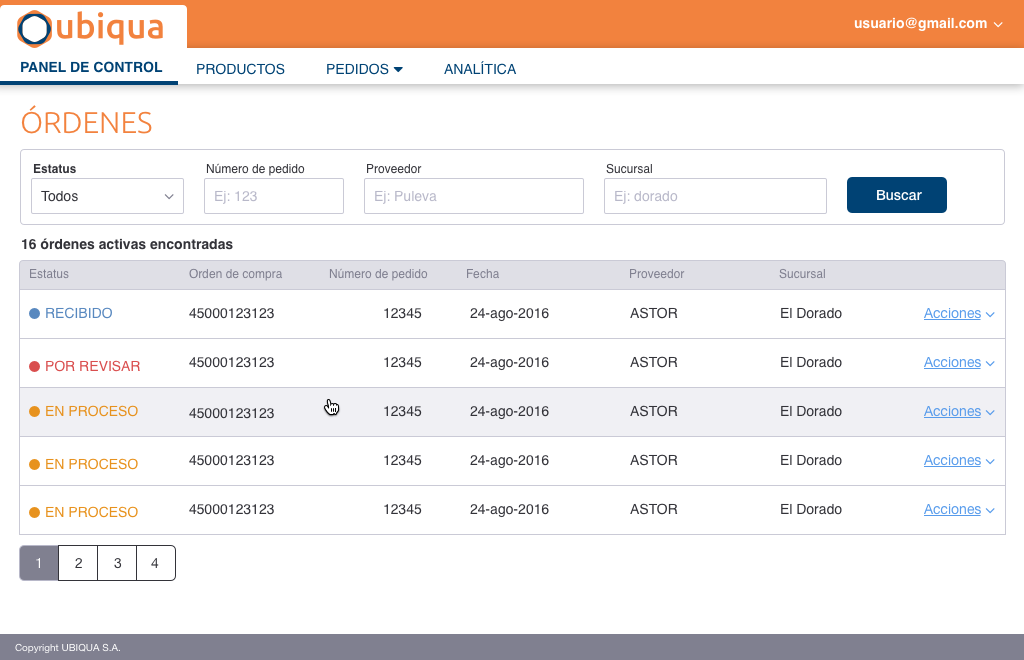 ubiqua
usuario@gmail.com
PANEL DE CONTROL PRODUCTOS PEDIDOS ANALÍTICA
ÓRDENES
Estatus Número de pedido Proveedor Sucursal
Todos Ej: 123 Ej: Puleva Ej: dorado Buscar
16 órdenes activas encontradas
Estatus Orden de compra Número de pedido Fecha Proveedor Sucursal
RECIBIDO 45000123123 12345 24-ago-2016 ASTOR El Dorado Acciones
POR REVISAR 45000123123 12345 24-ago-2016 ASTOR El Dorado Acciones
EN PROCESO 45000123123 12345 24-ago-2016 ASTOR El Dorado Acciones
EN PROCESO 45000123123 12345 24-ago-2016 ASTOR El Dorado Acciones
EN PROCESO 45000123123 12345 24-ago-2016 ASTOR El Dorado Acciones
1 2 3 4
Copyright UBIQUA S.A.